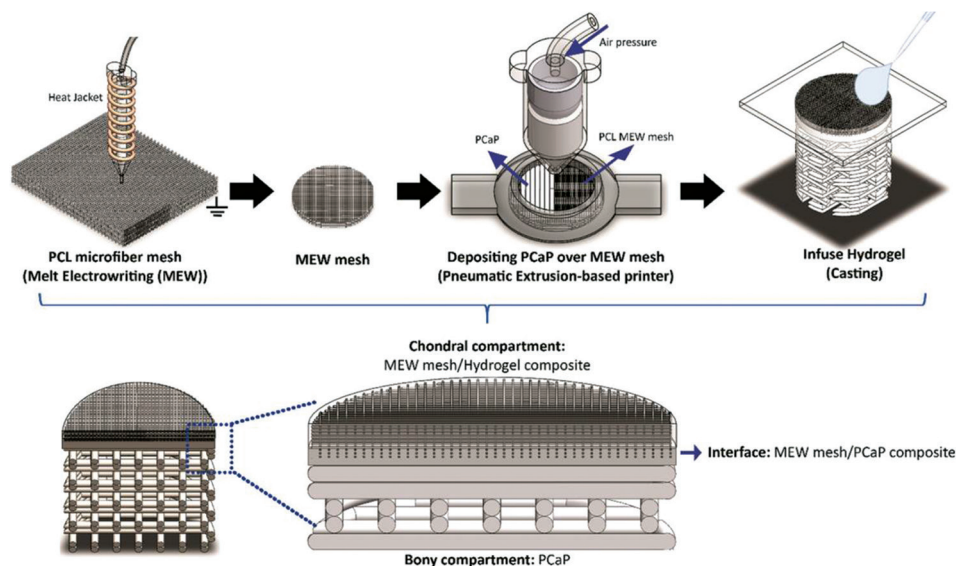 Heat Jacket
Air pressure
PCaP
PCL MEW mesh
PCL microfiber mesh
(Melt Electrowriting (MEW))
MEW mesh
Depositing PCaP over MEW mesh
(Pneumatic Extrusion-based printer)
Infuse Hydrogel
(Casting)
Chondral compartment:
MEW mesh/Hydrogel composite
Interface: MEW mesh/PCaP composite
Bony compartment: PCaP